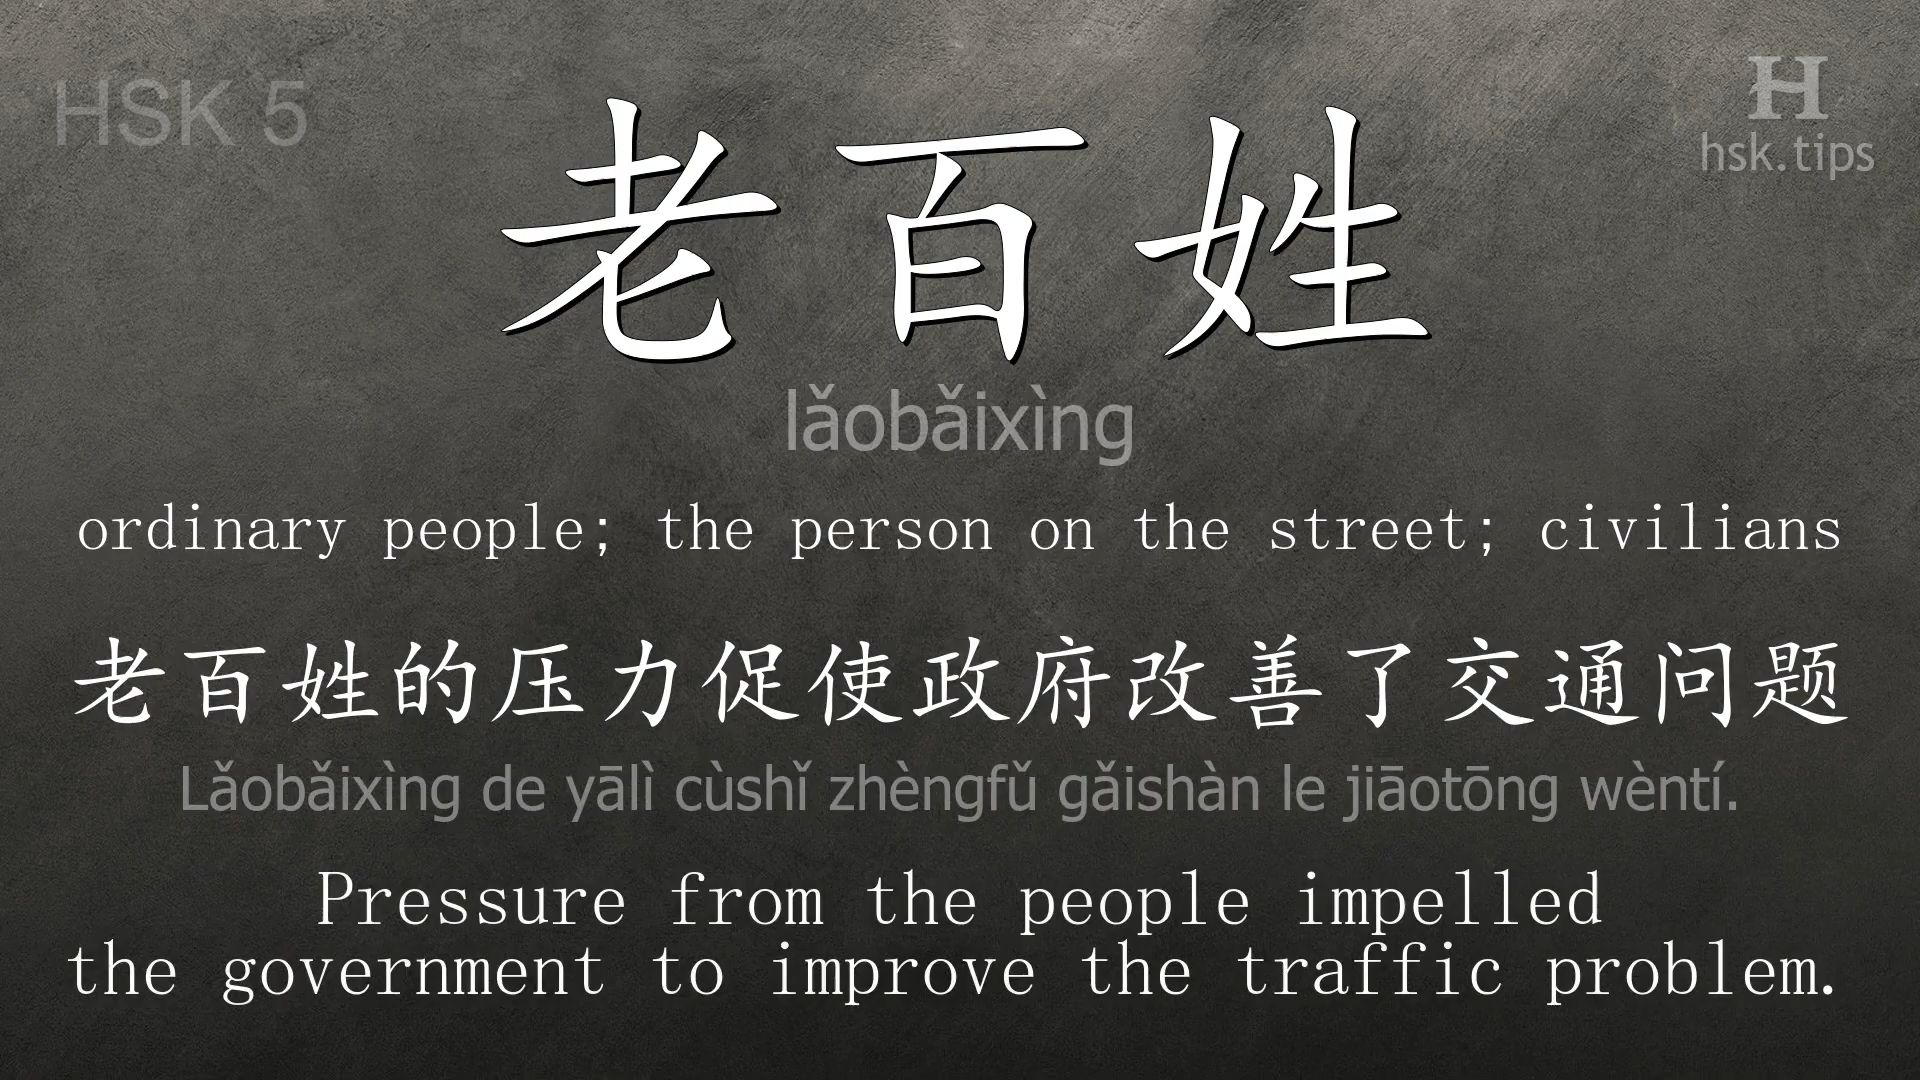 HSK 5
H
hsk.tips
老百姓
lǎobǎixìng
ordinary people; the person on the street; civilians
老百姓的压力促使政府改善了交通问题
Lǎobǎixìng de yālì cùshǐ zhèngfǔ gǎishàn le jiāotōng wèntí.
Pressure from the people impelled
the government to improve the traffic problem.